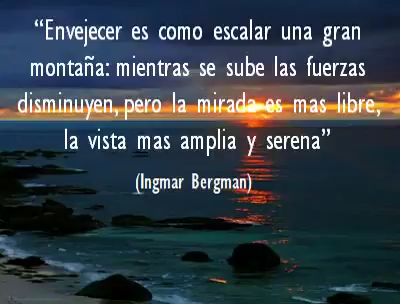 “Envejecer es como escalar una gran
montaña: mientras se sube las fuerzas
disminuyen, pero la mirada es mas libre,
la vista mas amplia y serena”
(Ingmar Bergman)